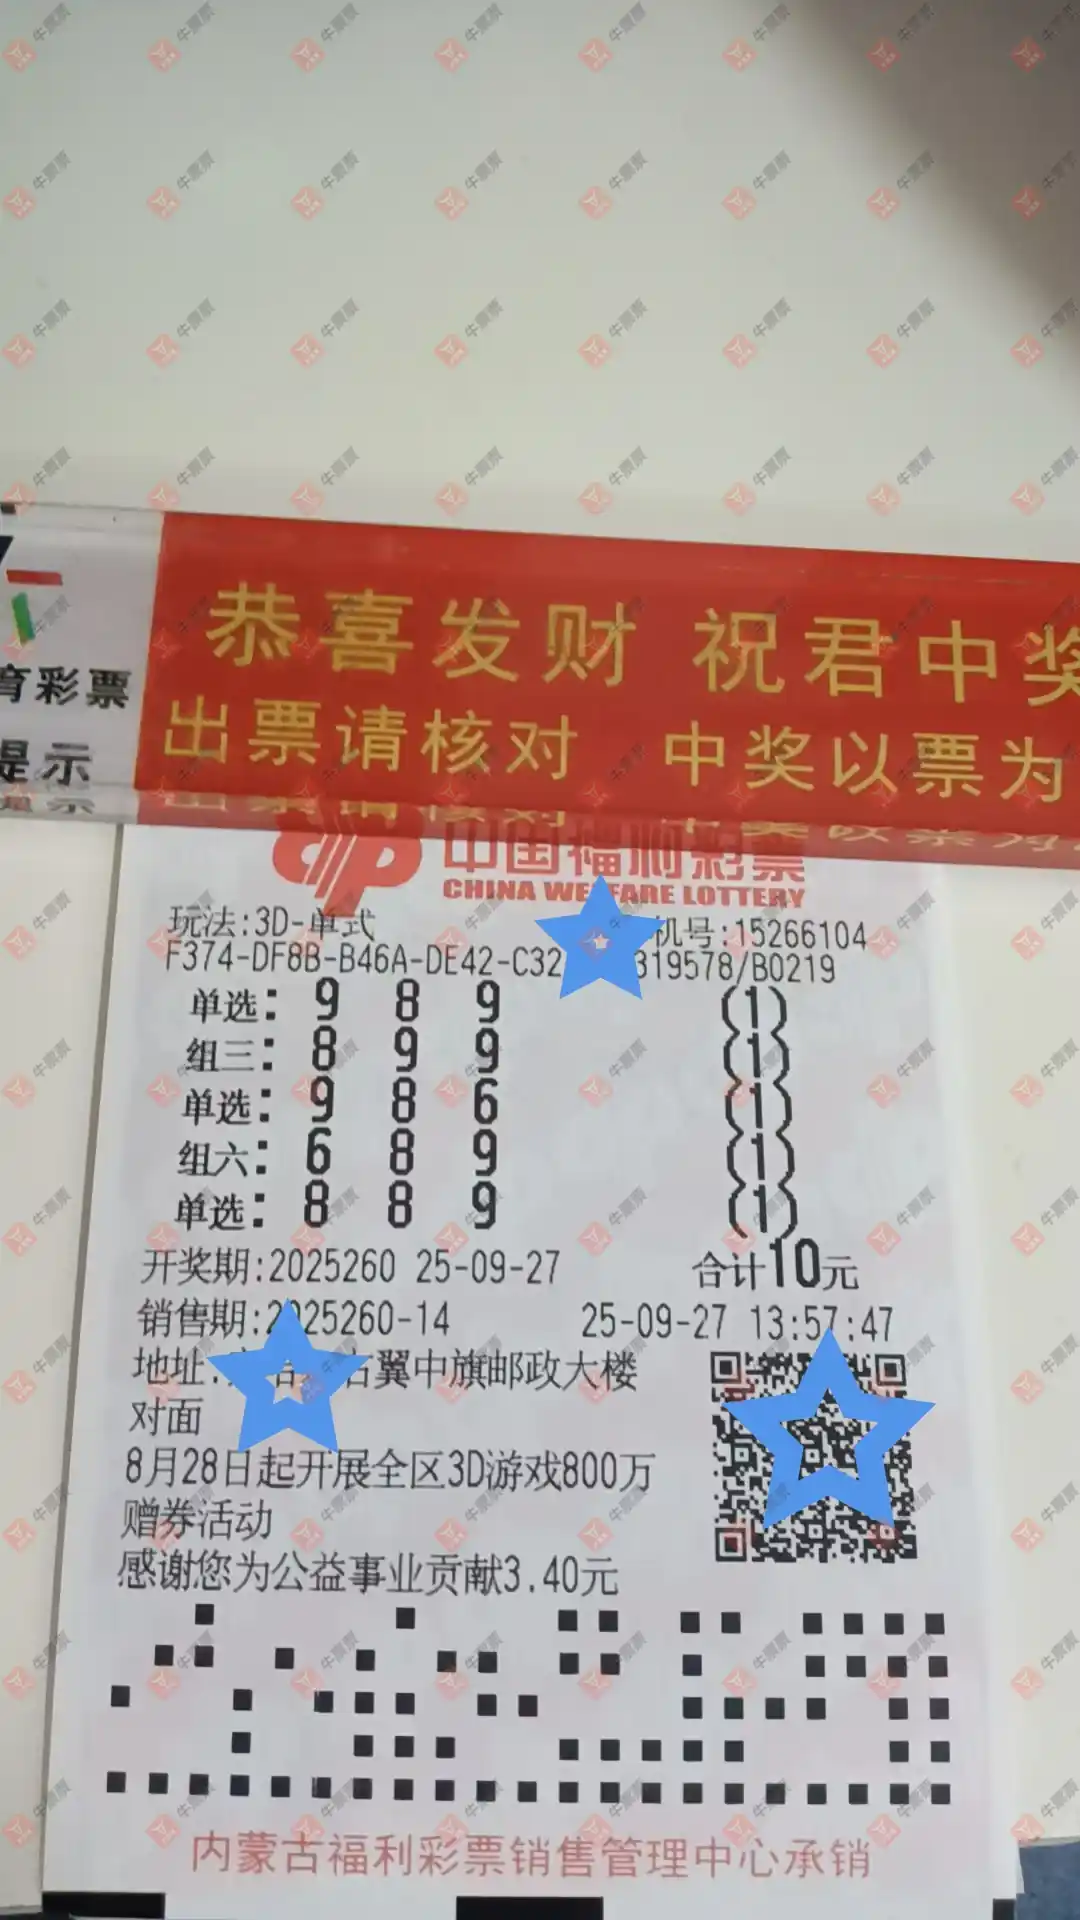 恭喜发财 祝君中奖
出票请核对 中奖以票为
育彩票
提示
中国福利彩票
CHINA WELFARE LOTTERY
玩法:3D-单式 机号:15266104
F374-DF8B-B46A-DE42-C32 319578/B0219
单选: 9 8 9 (1)
组三: 8 9 9 (1)
单选: 9 8 6 (1)
组六: 6 8 9 (1)
单选: 8 8 9 (1)
开奖期:2025260 25-09-27 合计10元
销售期:2025260-14 25-09-27 13:57:47
地址: 右翼中旗邮政大楼
对面
8月28日起开展全区3D游戏800万
赠券活动
感谢您为公益事业贡献3.40元
内蒙古福利彩票销售管理中心承销
牛票票